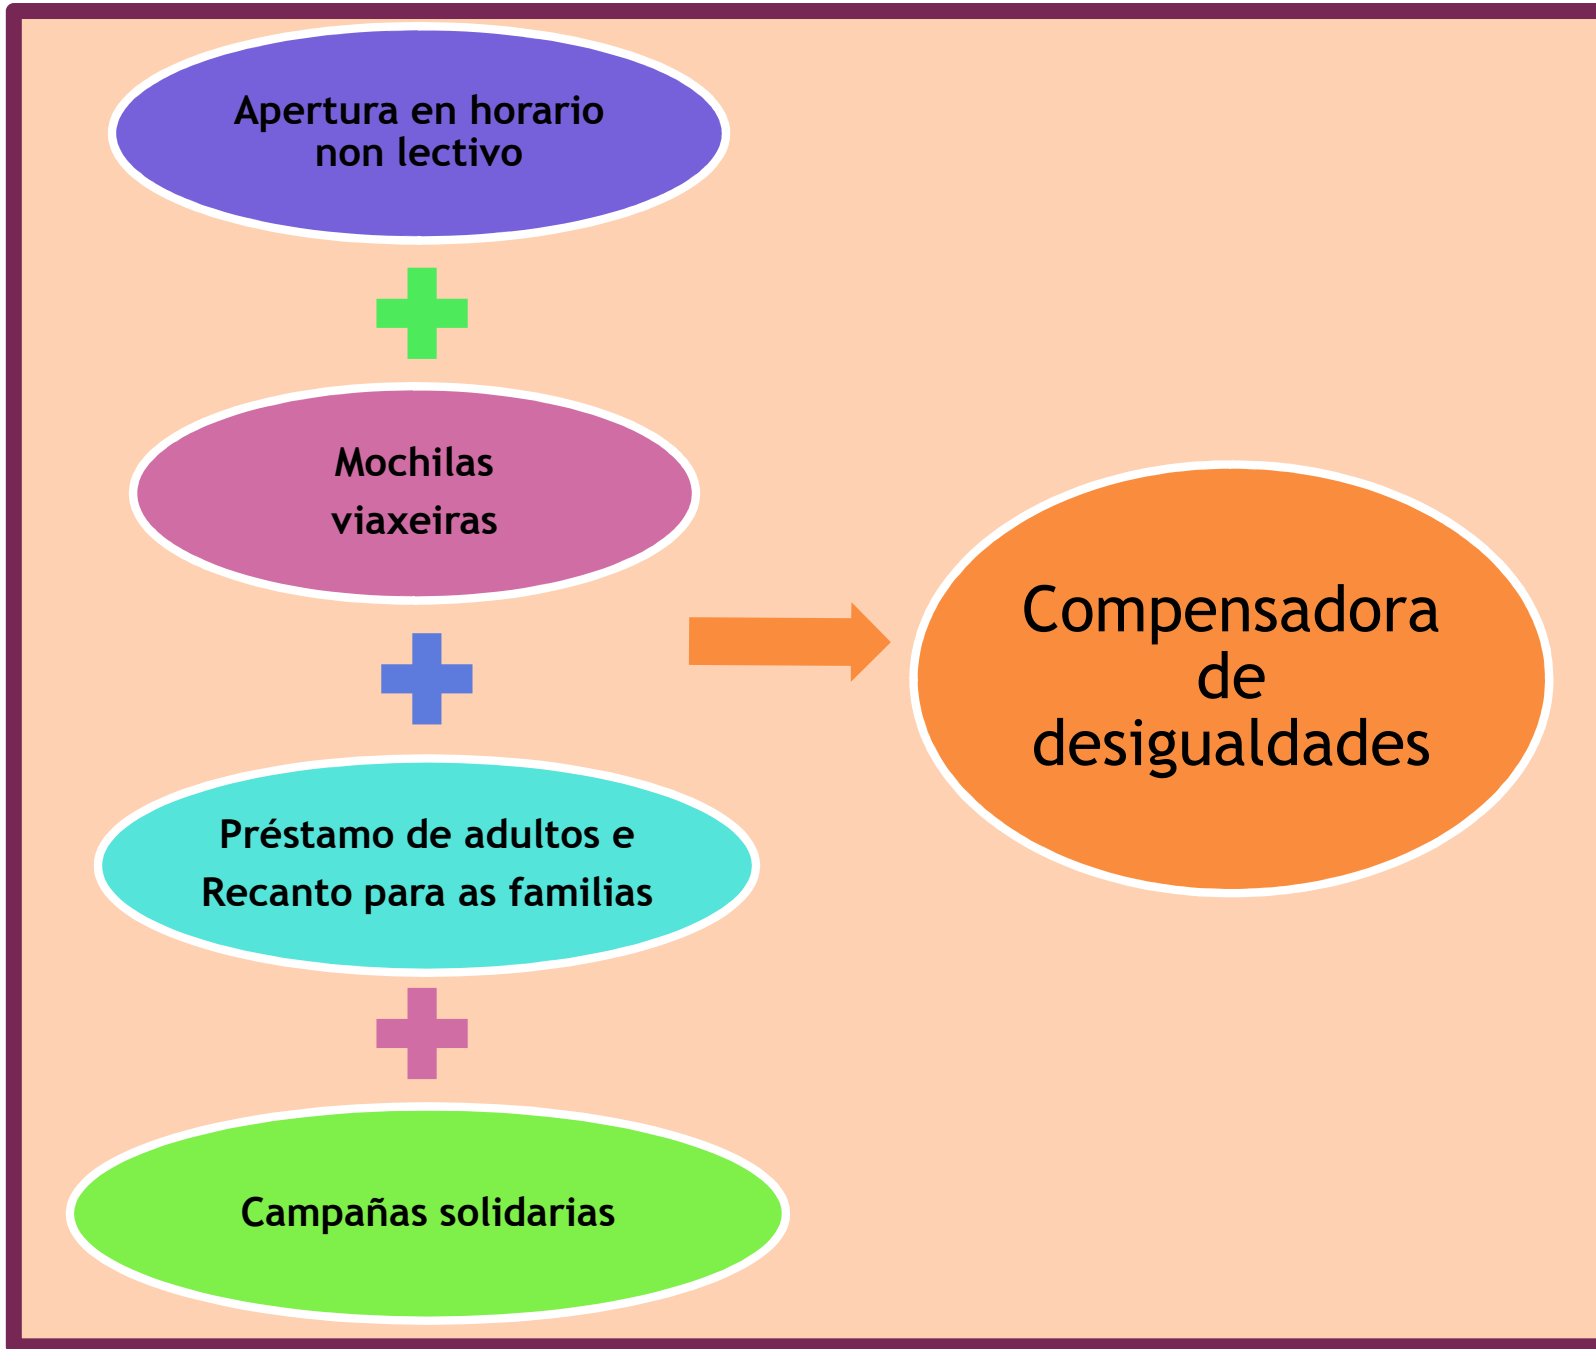 Apertura en horario
non lectivo
Mochilas
viaxeiras
Préstamo de adultos e
Recanto para as familias
Campañas solidarias
Compensadora
de
desigualdades